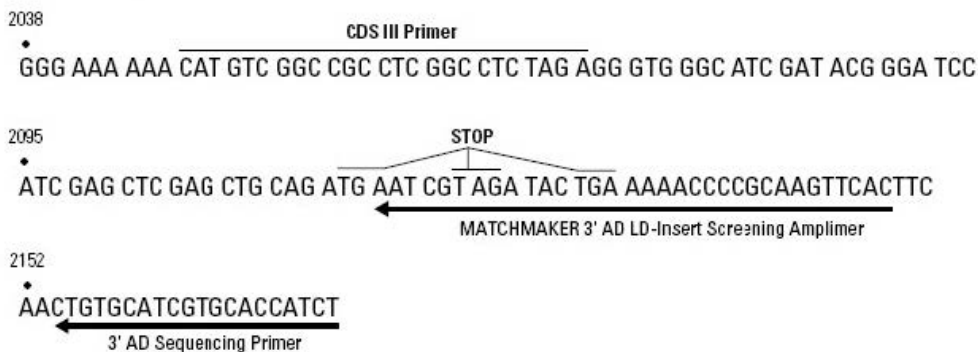 2038
CDS III Primer
GGG AAA AAA CAT GTC GGC CGC CTC GGC CTC TAG AGG GTG GGC ATC GAT ACG GGA TCC
2095
STOP
ATC GAG CTC GAG CTG CAG ATG AAT CGT AGA TAC TGA AAAACCCCGCAAGTTCACTTC
MATCHMAKER 3' AD LD-Insert Screening Amplimer
2152
AACTGTGCATCGTGCACCATCT
3' AD Sequencing Primer